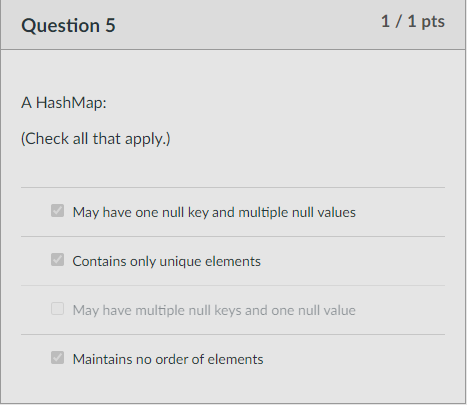 Question 5
1 / 1 pts
A HashMap:
(Check all that apply.)
May have one null key and multiple null values
Contains only unique elements
May have multiple null keys and one null value
Maintains no order of elements